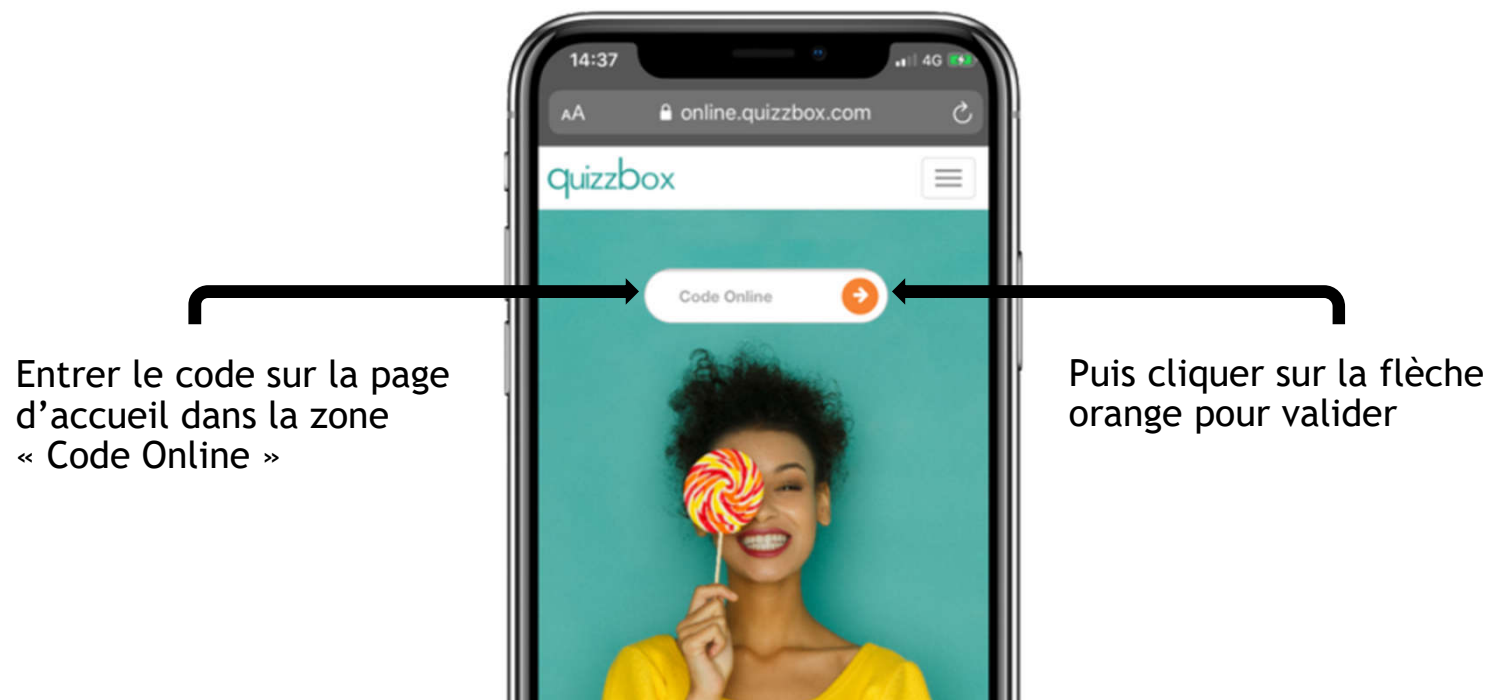 14:37
4G
AA
online.quizzbox.com
quizzbox
Code Online
Entrer le code sur la page
d’accueil dans la zone
« Code Online »
Puis cliquer sur la flèche
orange pour valider